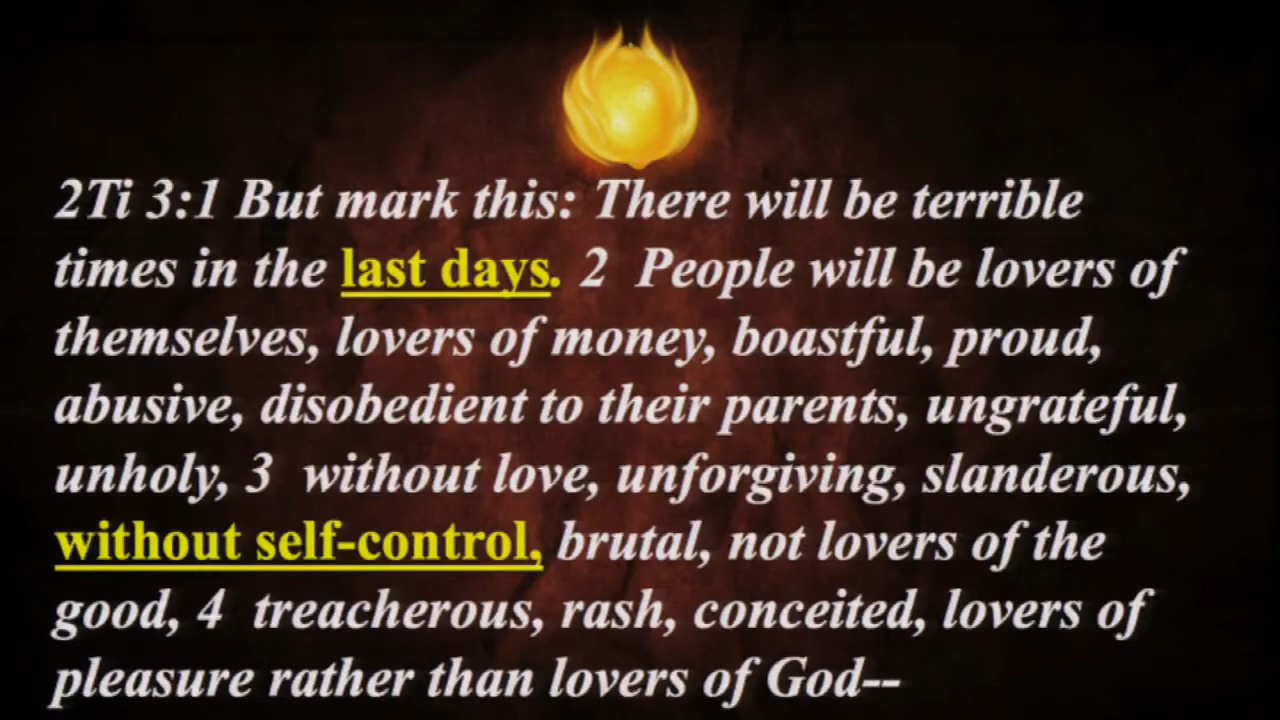 2Ti 3:1 But mark this: There will be terrible
times in the last days. 2 People will be lovers of
themselves, lovers of money, boastful, proud,
abusive, disobedient to their parents, ungrateful,
unholy, 3 without love, unforgiving, slanderous,
without self-control, brutal, not lovers of the
good, 4 treacherous, rash, conceited, lovers of
pleasure rather than lovers of God--